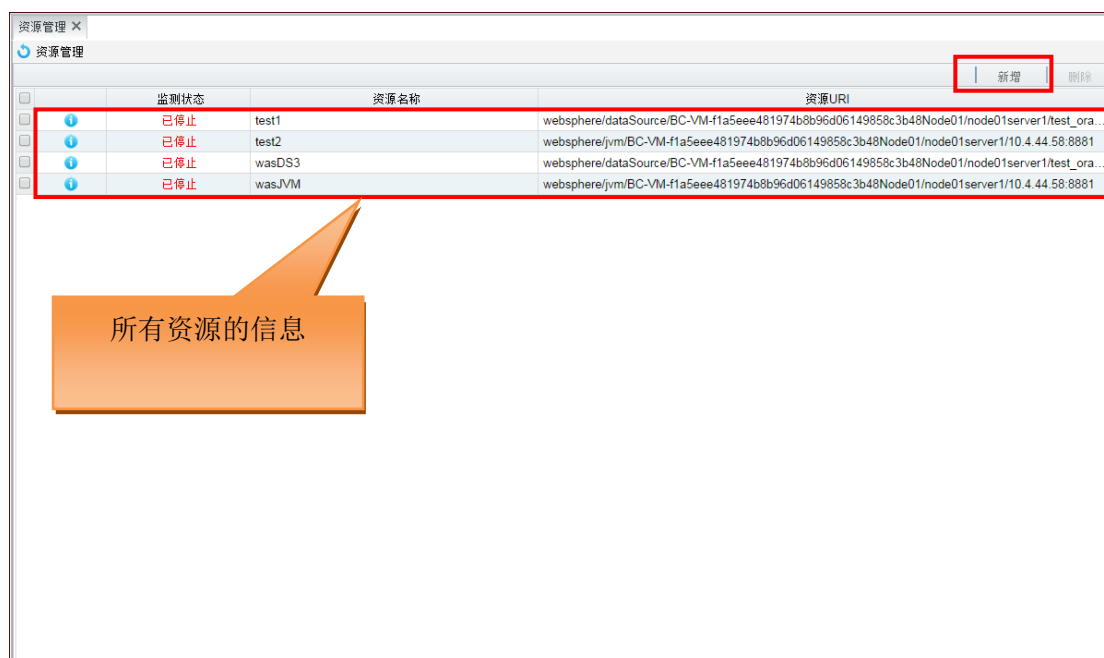 资源管理
资源管理
新增 删除
监测状态 资源名称 资源URI
已停止 test1 websphere/dataSource/BC-VM-f1a5eee481974b8b96d06149858c3b48Node01/node01server1/test_ora...
已停止 test2 websphere/jvm/BC-VM-f1a5eee481974b8b96d06149858c3b48Node01/node01server1/10.4.44.58:8881
已停止 wasDS3 websphere/dataSource/BC-VM-f1a5eee481974b8b96d06149858c3b48Node01/node01server1/test_ora...
已停止 wasJVM websphere/jvm/BC-VM-f1a5eee481974b8b96d06149858c3b48Node01/node01server1/10.4.44.58:8881
所有资源的信息